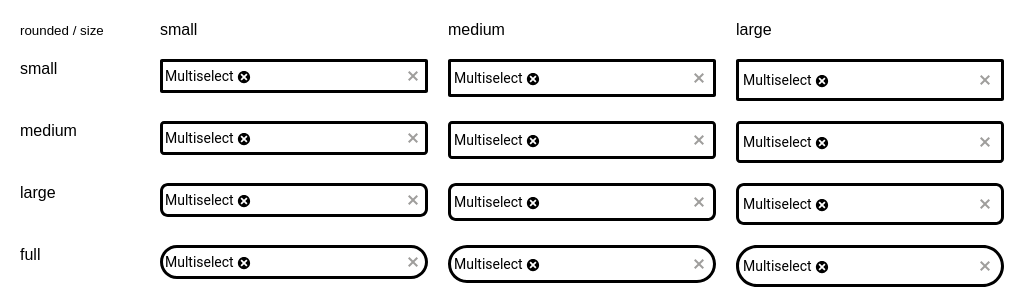 rounded / size small medium large
small Multiselect Multiselect Multiselect
medium Multiselect Multiselect Multiselect
large Multiselect Multiselect Multiselect
full Multiselect Multiselect Multiselect